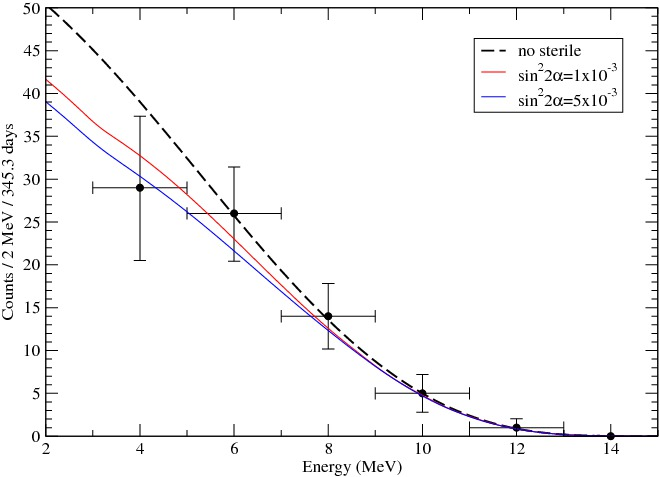 50
45
40
35
30
25
20
15
10
5
0
Counts / 2 MeV / 345.3 days
no sterile
sin²2α=1x10⁻³
sin²2α=5x10⁻³
2 4 6 8 10 12 14
Energy (MeV)